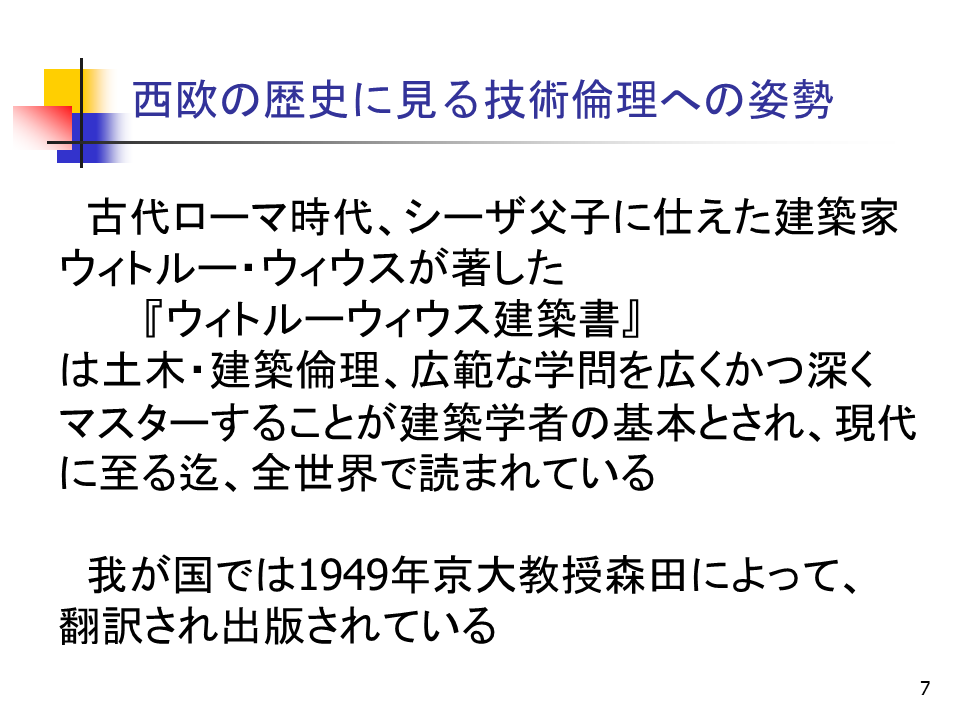 西欧の歴史に見る技術倫理への姿勢
古代ローマ時代、シーザ父子に仕えた建築家
ウィトルー・ウィウスが著した
『ウィトルーウィウス建築書』
は土木・建築倫理、広範な学問を広くかつ深く
マスターすることが建築学者の基本とされ、現代
に至る迄、全世界で読まれている
我が国では1949年京大教授森田によって、
翻訳され出版されている
7